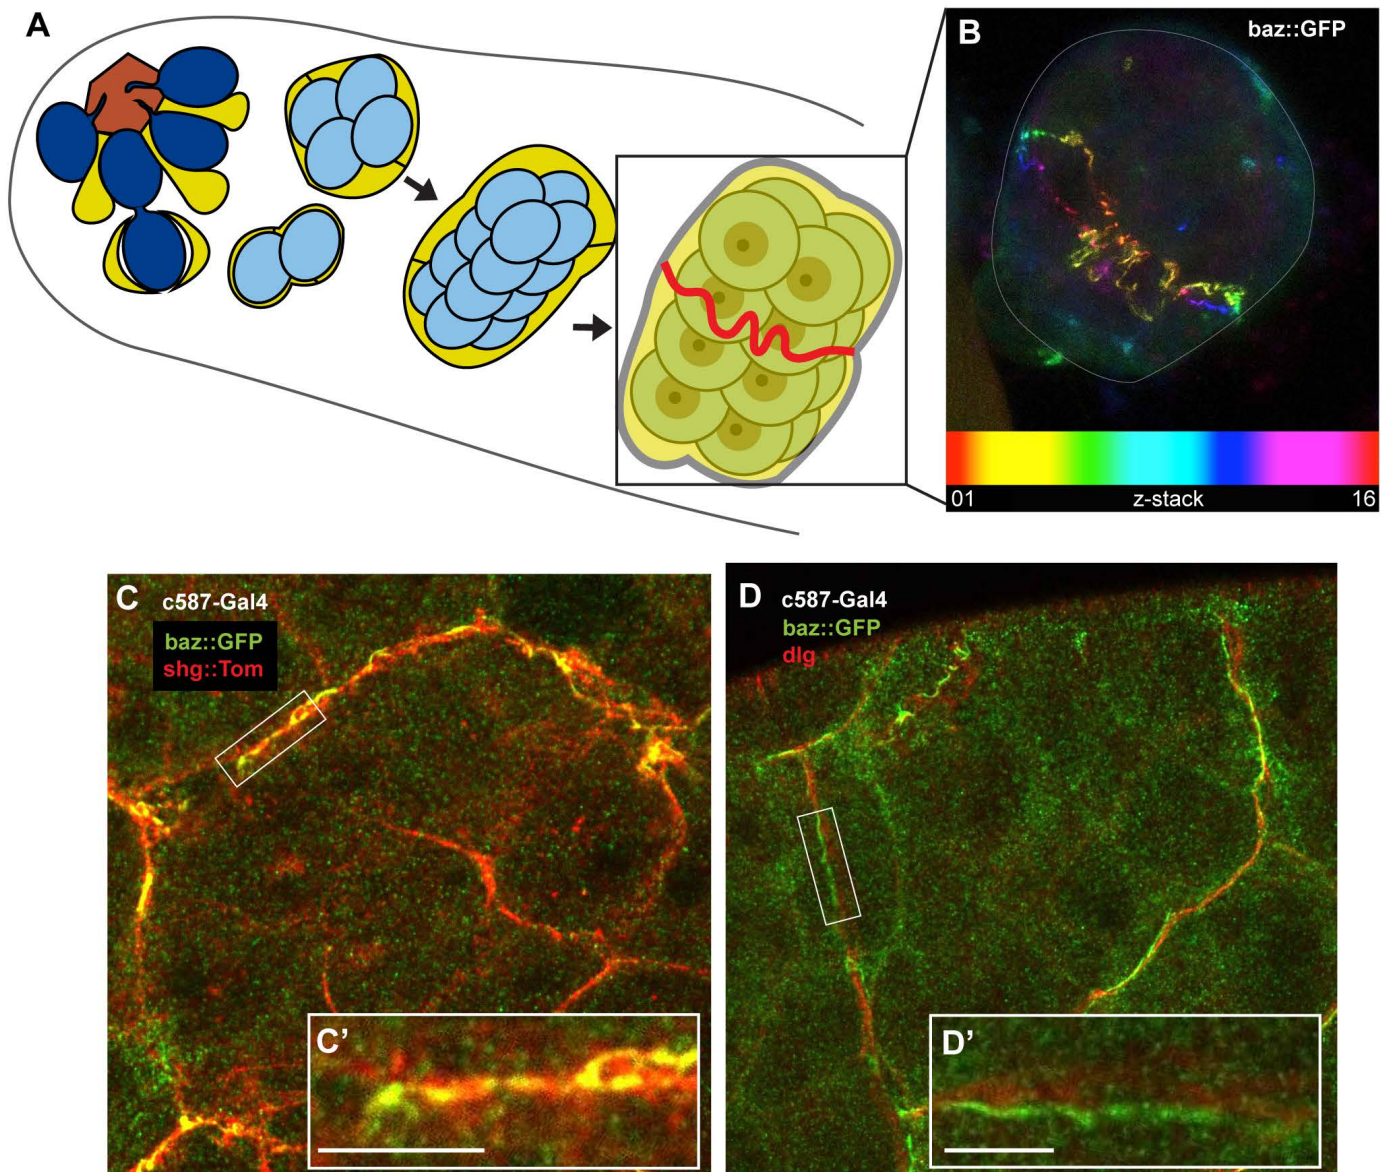 A
B
baz::GFP
01 z-stack 16
C
c587-Gal4
baz::GFP
shg::Tom
C'
D
c587-Gal4
baz::GFP
dlg
D'